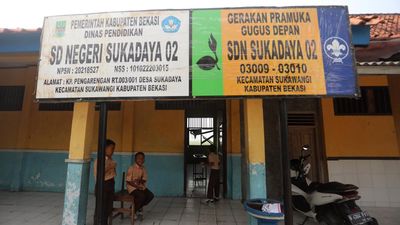 PEMERINTAH KABUPATEN BEKASI
DINAS PENDIDIKAN
SD NEGERI SUKADAYA 02
NPSN : 20218527 NSS : 101022203015
ALAMAT : KP. PENGARENGAN RT.003/001 DESA SUKADAYA
KECAMATAN SUKAWANGI KABUPATEN BEKASI
GERAKAN PRAMUKA
GUGUS DEPAN
SDN SUKADAYA 02
03009 - 03010
KECAMATAN SUKAWANGI
KABUPATEN BEKASI